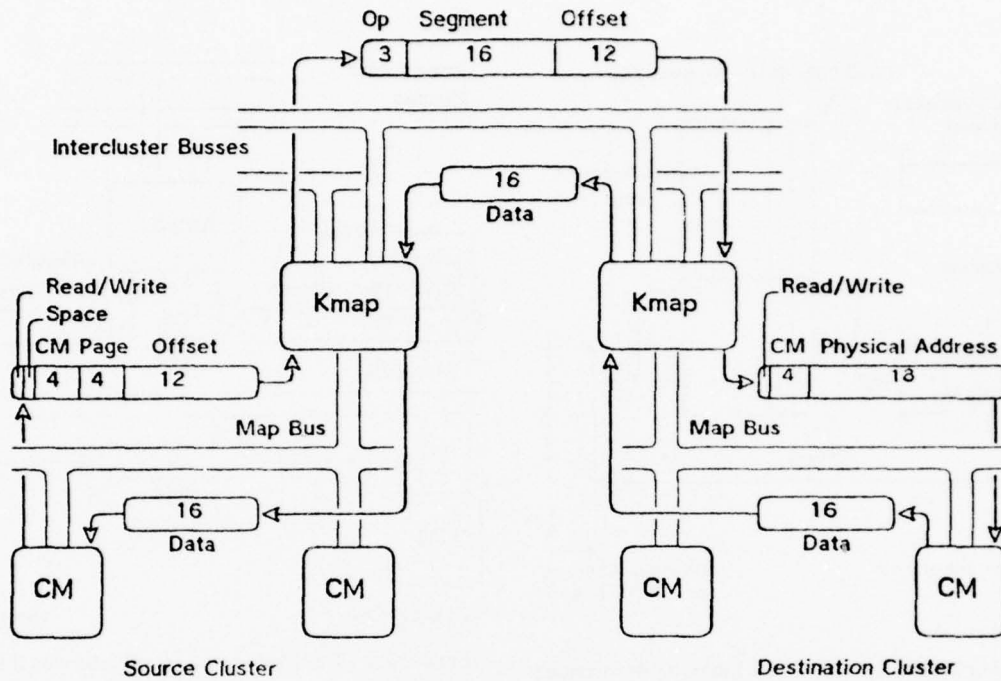 Op Segment Offset
3 16 12
Intercluster Busses
16
Data
Kmap
Kmap
Read/Write
Space
CM Page Offset
4 4 12
Read/Write
CM Physical Address
4 18
Map Bus
Map Bus
16
Data
16
Data
CM
CM
CM
CM
Source Cluster
Destination Cluster